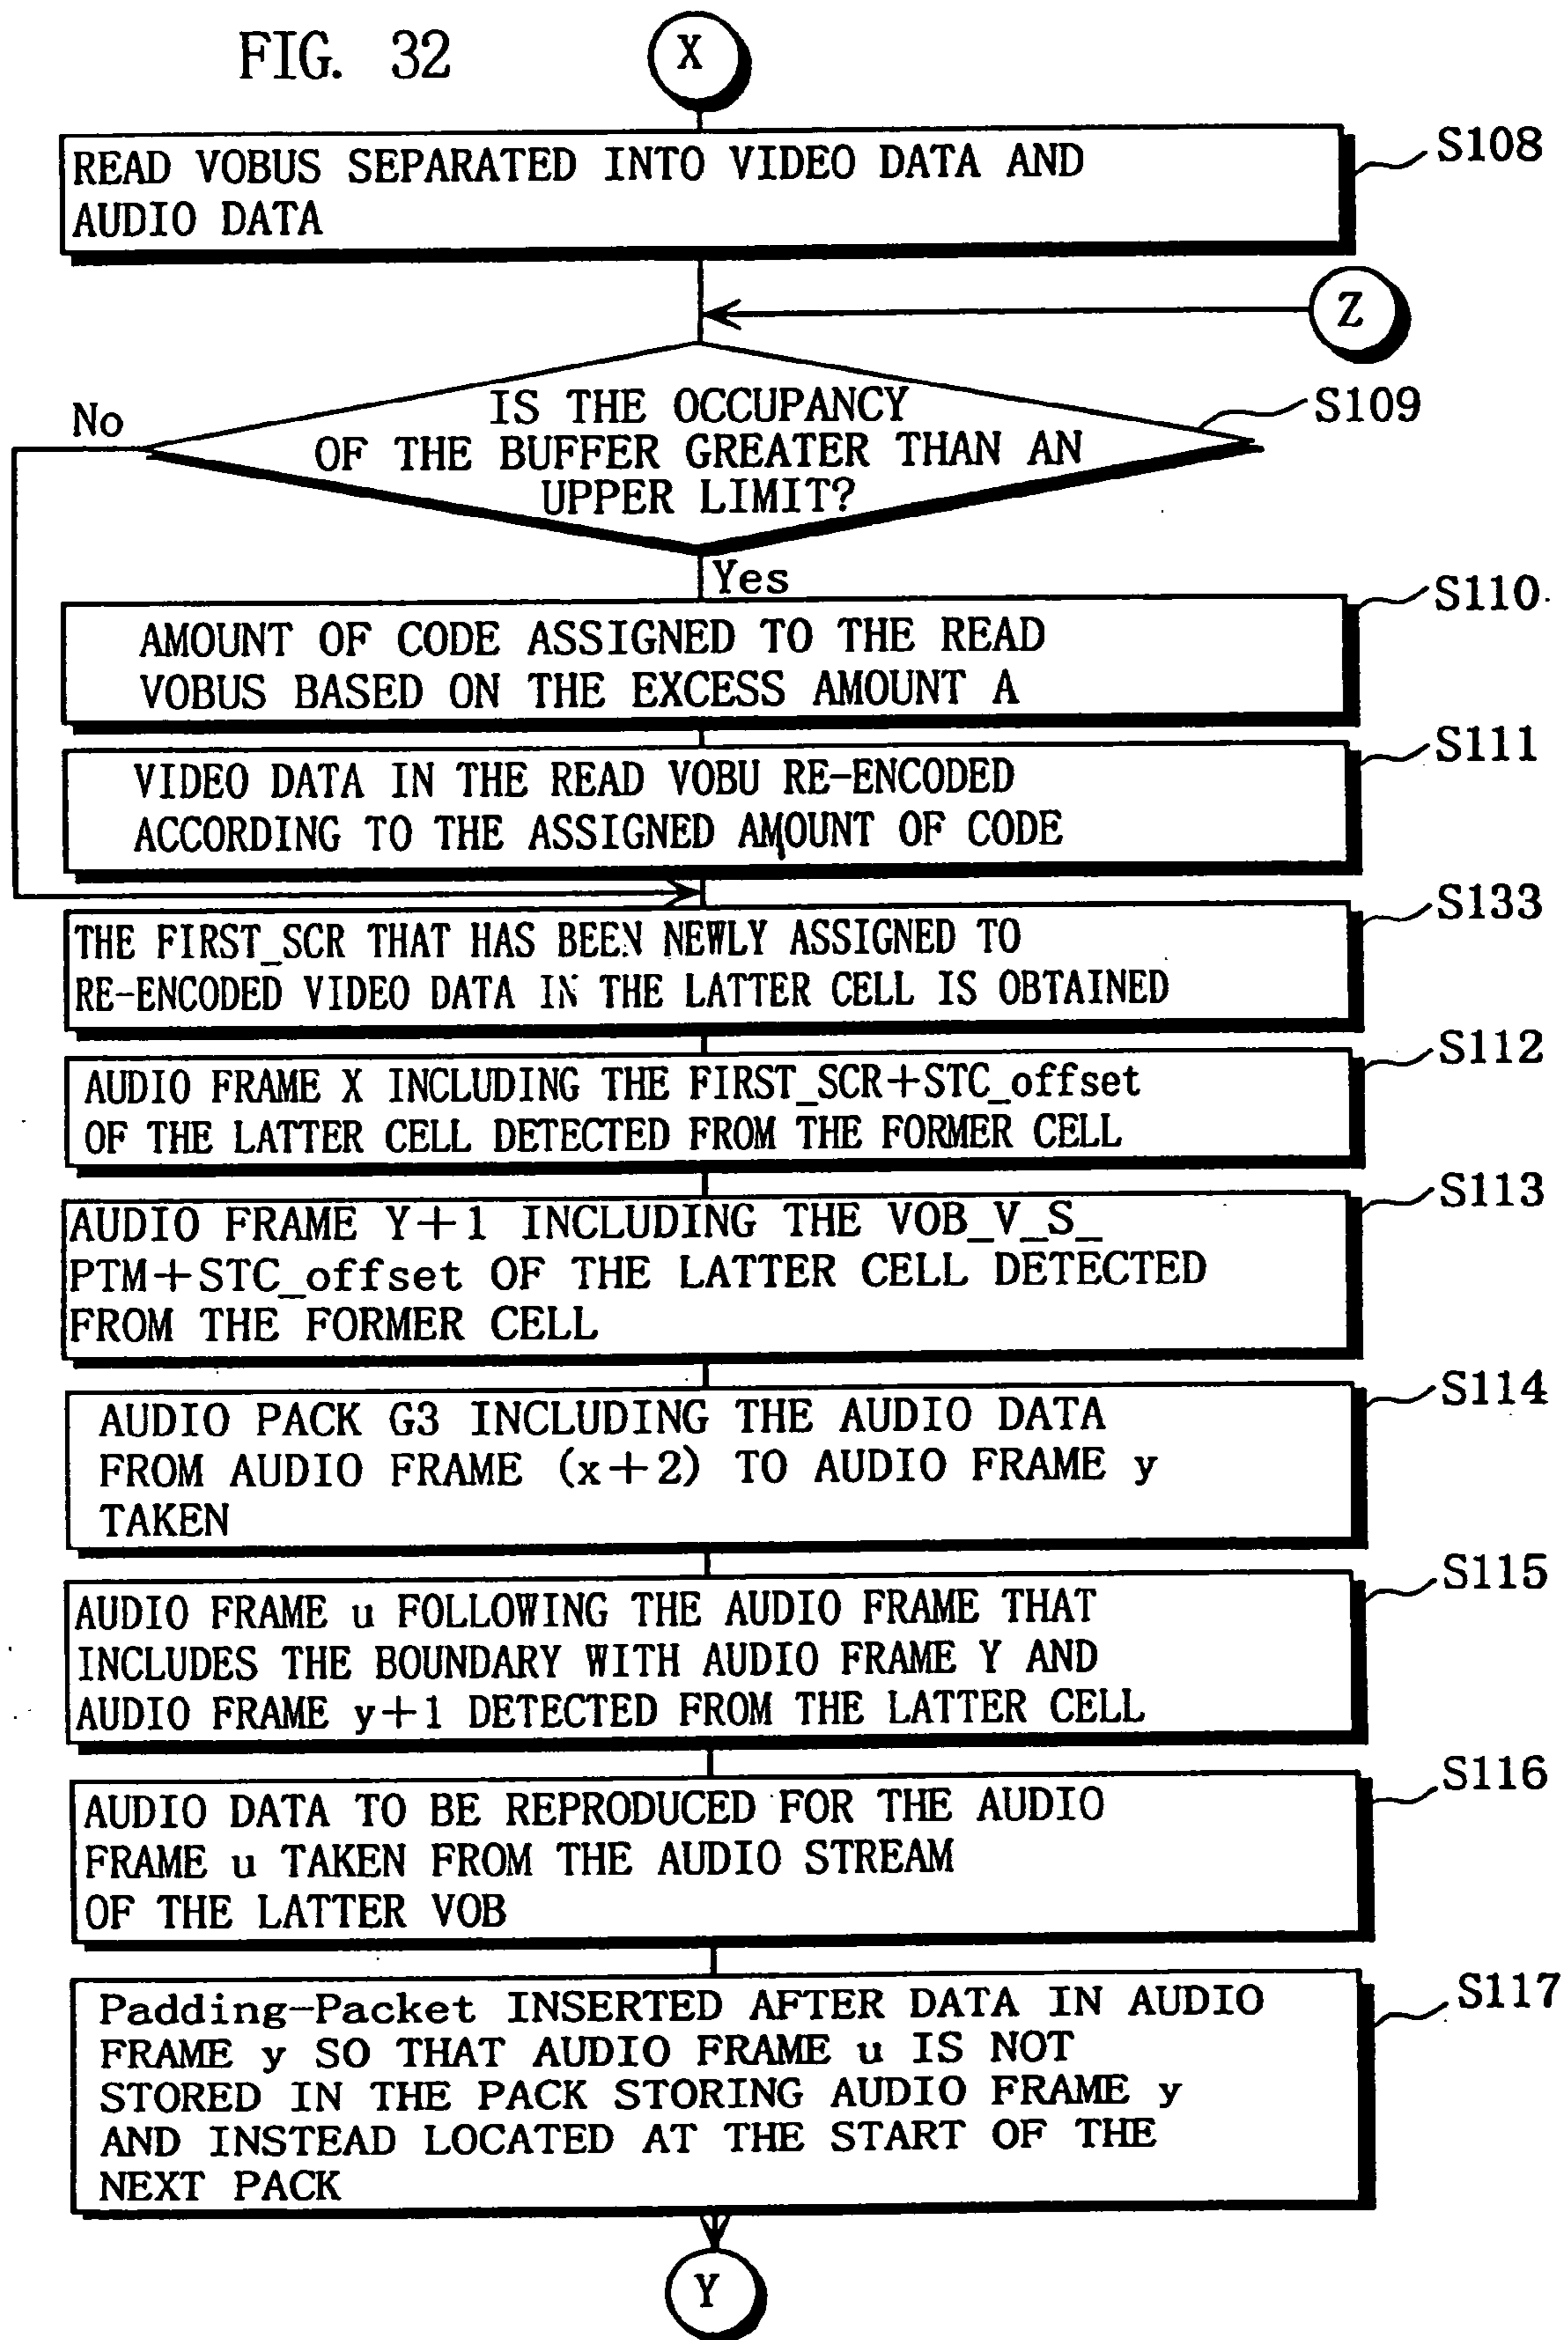 FIG. 32
X
READ VOBUS SEPARATED INTO VIDEO DATA AND
AUDIO DATA
S108
Z
No
IS THE OCCUPANCY
OF THE BUFFER GREATER THAN AN
UPPER LIMIT?
S109
Yes
AMOUNT OF CODE ASSIGNED TO THE READ
VOBUS BASED ON THE EXCESS AMOUNT A
S110
VIDEO DATA IN THE READ VOBU RE-ENCODED
ACCORDING TO THE ASSIGNED AMOUNT OF CODE
S111
THE FIRST_SCR THAT HAS BEEN NEWLY ASSIGNED TO
RE-ENCODED VIDEO DATA IN THE LATTER CELL IS OBTAINED
S133
AUDIO FRAME X INCLUDING THE FIRST_SCR+STC_offset
OF THE LATTER CELL DETECTED FROM THE FORMER CELL
S112
AUDIO FRAME Y+1 INCLUDING THE VOB_V_S_
PTM+STC_offset OF THE LATTER CELL DETECTED
FROM THE FORMER CELL
S113
AUDIO PACK G3 INCLUDING THE AUDIO DATA
FROM AUDIO FRAME (x+2) TO AUDIO FRAME y
TAKEN
S114
AUDIO FRAME u FOLLOWING THE AUDIO FRAME THAT
INCLUDES THE BOUNDARY WITH AUDIO FRAME Y AND
AUDIO FRAME y+1 DETECTED FROM THE LATTER CELL
S115
AUDIO DATA TO BE REPRODUCED FOR THE AUDIO
FRAME u TAKEN FROM THE AUDIO STREAM
OF THE LATTER VOB
S116
Padding-Packet INSERTED AFTER DATA IN AUDIO
FRAME y SO THAT AUDIO FRAME u IS NOT
STORED IN THE PACK STORING AUDIO FRAME y
AND INSTEAD LOCATED AT THE START OF THE
NEXT PACK
S117
Y